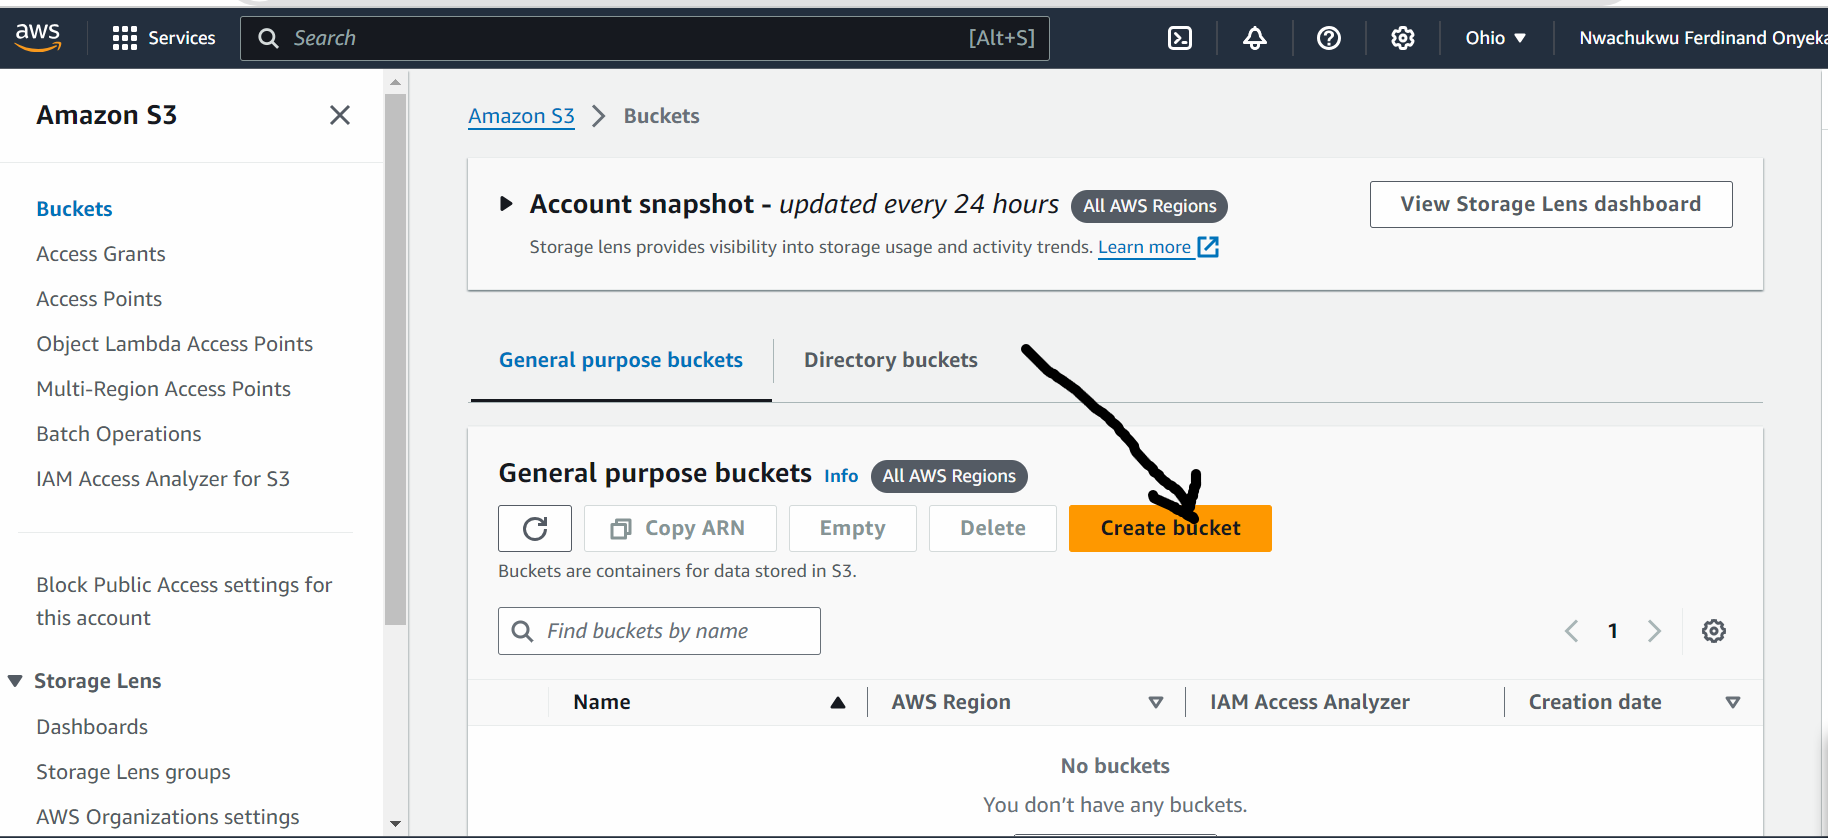 aws
Services
Search
[Alt+S]
Ohio
Nwachukwu Ferdinand Onyeka
Amazon S3
Buckets
Access Grants
Access Points
Object Lambda Access Points
Multi-Region Access Points
Batch Operations
IAM Access Analyzer for S3
Block Public Access settings for
this account
Storage Lens
Dashboards
Storage Lens groups
AWS Organizations settings
Amazon S3
Buckets
Account snapshot - updated every 24 hours
All AWS Regions
View Storage Lens dashboard
Storage lens provides visibility into storage usage and activity trends. Learn more
General purpose buckets
Directory buckets
General purpose buckets
Info
All AWS Regions
Copy ARN
Empty
Delete
Create bucket
Buckets are containers for data stored in S3.
Find buckets by name
1
Name
AWS Region
IAM Access Analyzer
Creation date
No buckets
You don’t have any buckets.